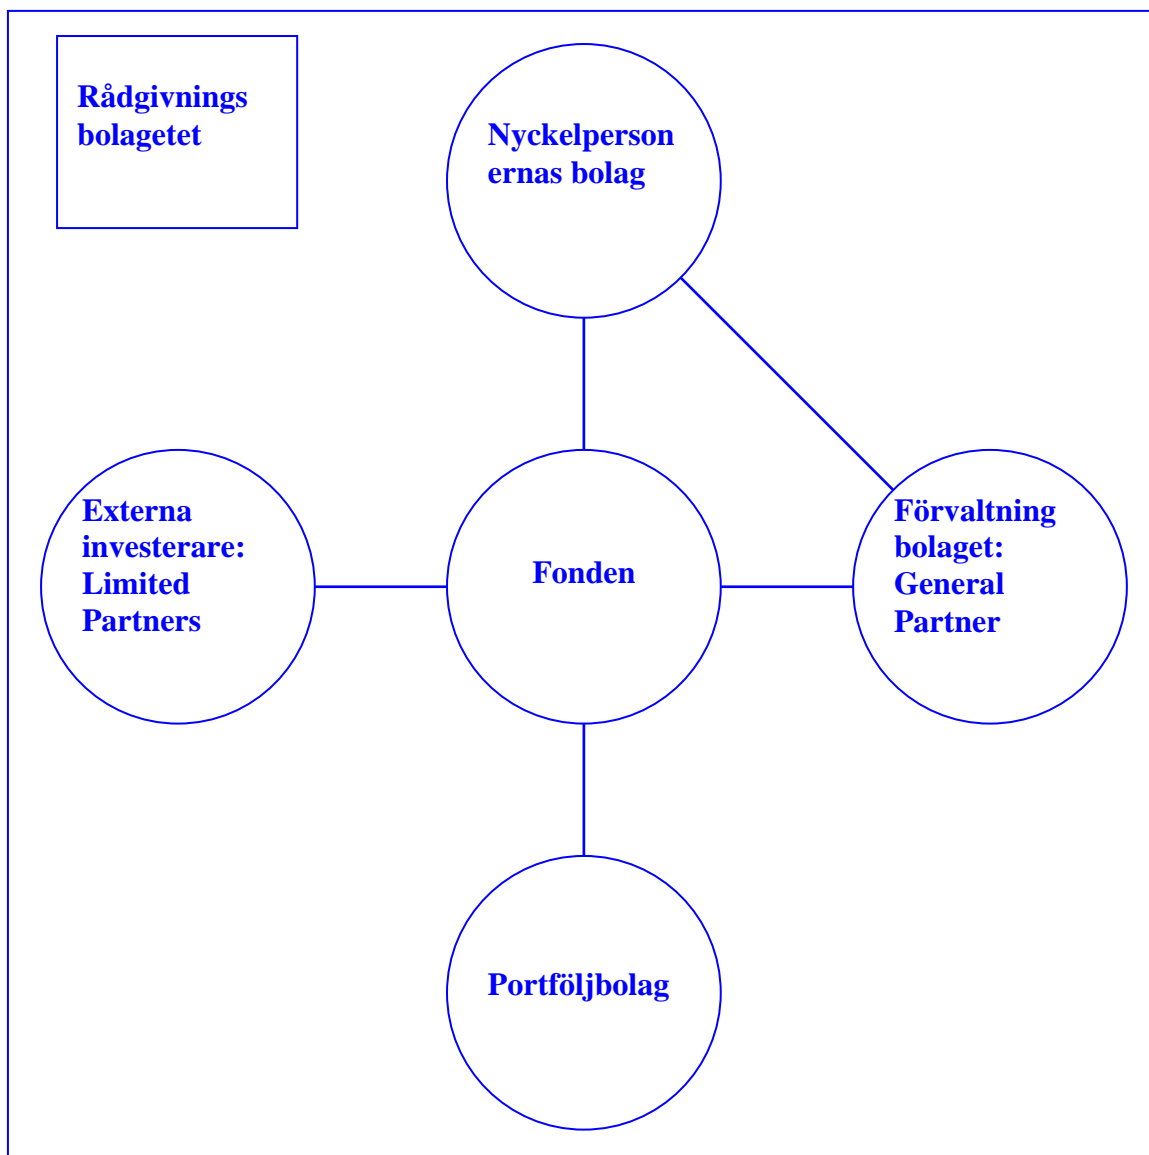 Rådgivnings
bolagetet
Nyckelperson
ernas bolag
Externa
investerare:
Limited
Partners
Fonden
Förvaltning
bolaget:
General
Partner
Portföljbolag